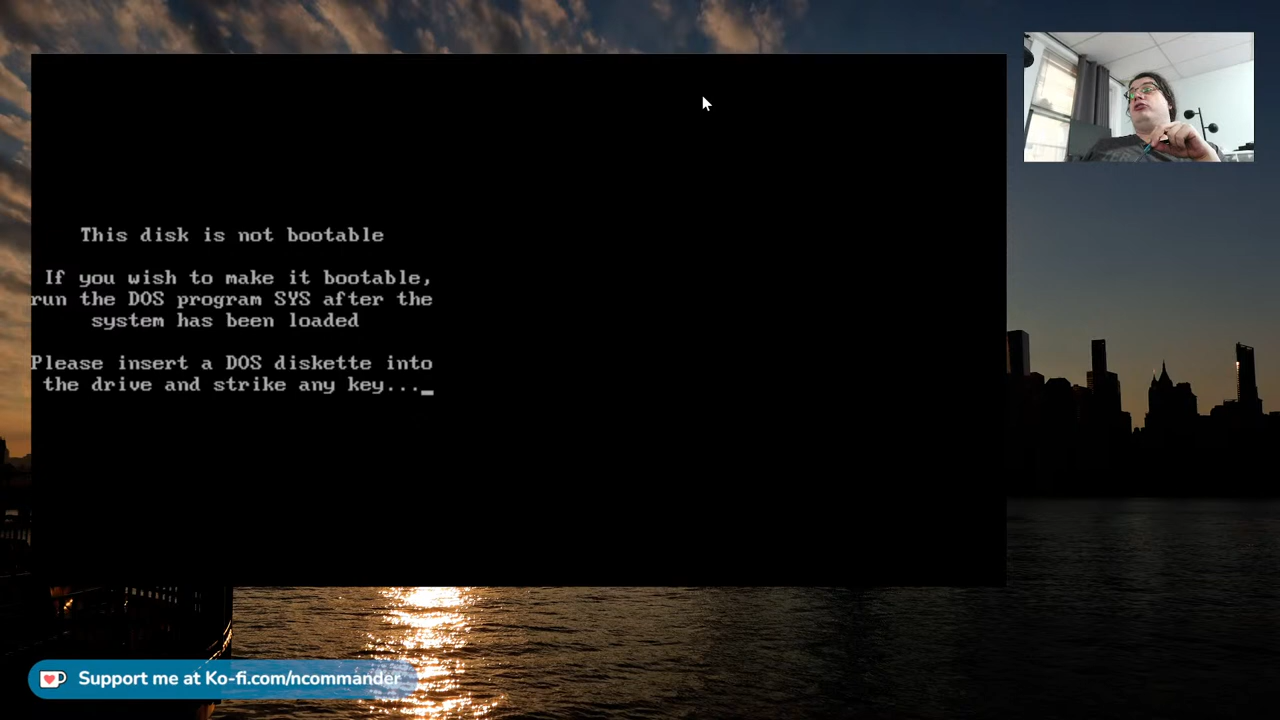 This disk is not bootable
If you wish to make it bootable,
run the DOS program SYS after the
system has been loaded
Please insert a DOS diskette into
the drive and strike any key..._
Support me at Ko-fi.com/ncommander